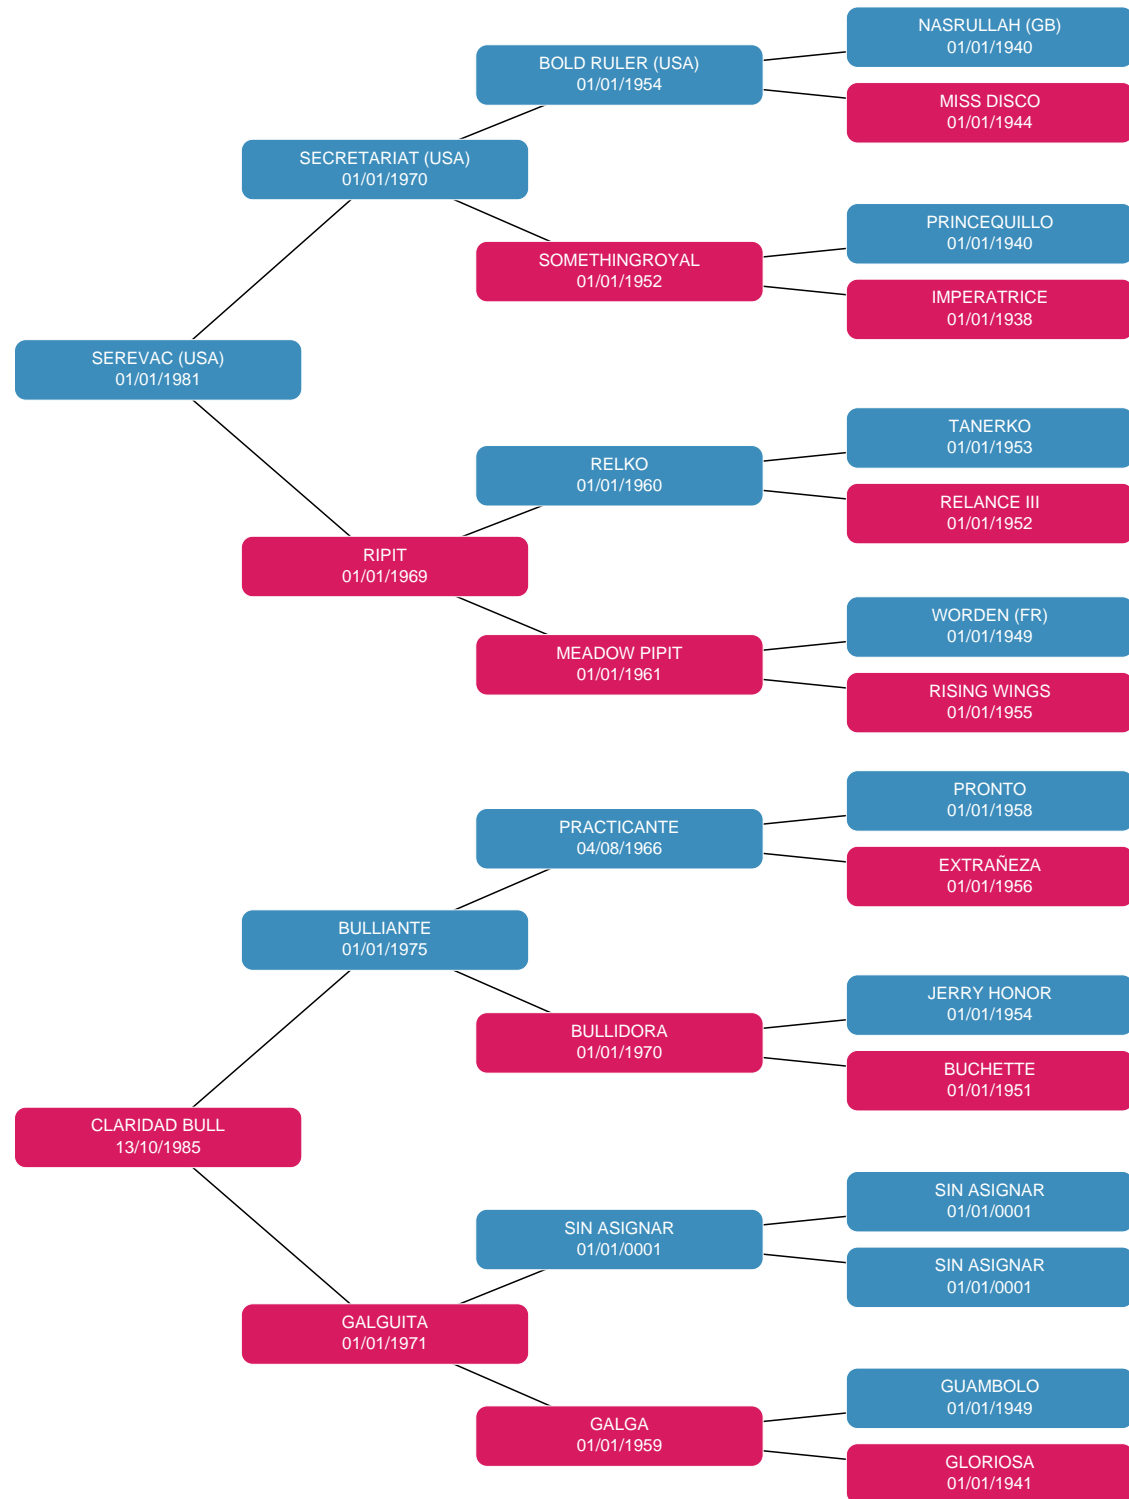 NASRULLAH (GB)
01/01/1940
BOLD RULER (USA)
01/01/1954
MISS DISCO
01/01/1944
SECRETARIAT (USA)
01/01/1970
PRINCEQUILLO
01/01/1940
SOMETHINGROYAL
01/01/1952
IMPERATRICE
01/01/1938
SEREVAC (USA)
01/01/1981
TANERKO
01/01/1953
RELKO
01/01/1960
RELANCE III
01/01/1952
RIPIT
01/01/1969
WORDEN (FR)
01/01/1949
MEADOW PIPIT
01/01/1961
RISING WINGS
01/01/1955
PRONTO
01/01/1958
PRACTICANTE
04/08/1966
EXTRAÑEZA
01/01/1956
BULLIANTE
01/01/1975
JERRY HONOR
01/01/1954
BULLIDORA
01/01/1970
BUCHETTE
01/01/1951
CLARIDAD BULL
13/10/1985
SIN ASIGNAR
01/01/0001
SIN ASIGNAR
01/01/0001
SIN ASIGNAR
01/01/0001
GALGUITA
01/01/1971
GUAMBOLO
01/01/1949
GALGA
01/01/1959
GLORIOSA
01/01/1941